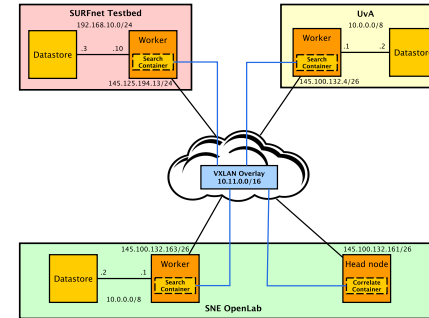 SURFnet Testbed
192.168.10.0/24
Datastore
.3
.10
Worker
Search
Container
145.125.194.13/24
UvA
10.0.0.0/8
Worker
Search
Container
.1
.2
Datastore
145.100.132.4/26
VXLAN Overlay
10.11.0.0/16
145.100.132.163/26
145.100.132.161/26
Datastore
.2
.1
10.0.0.0/8
Worker
Search
Container
Head node
Correlate
Container
SNE OpenLab